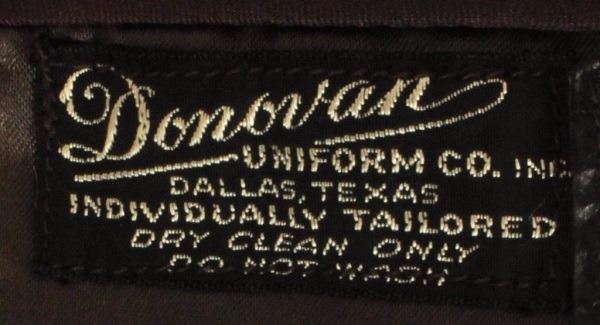 Donovan
UNIFORM CO. INC.
DALLAS, TEXAS
INDIVIDUALLY TAILORED
DRY CLEAN ONLY
DO NOT WASH